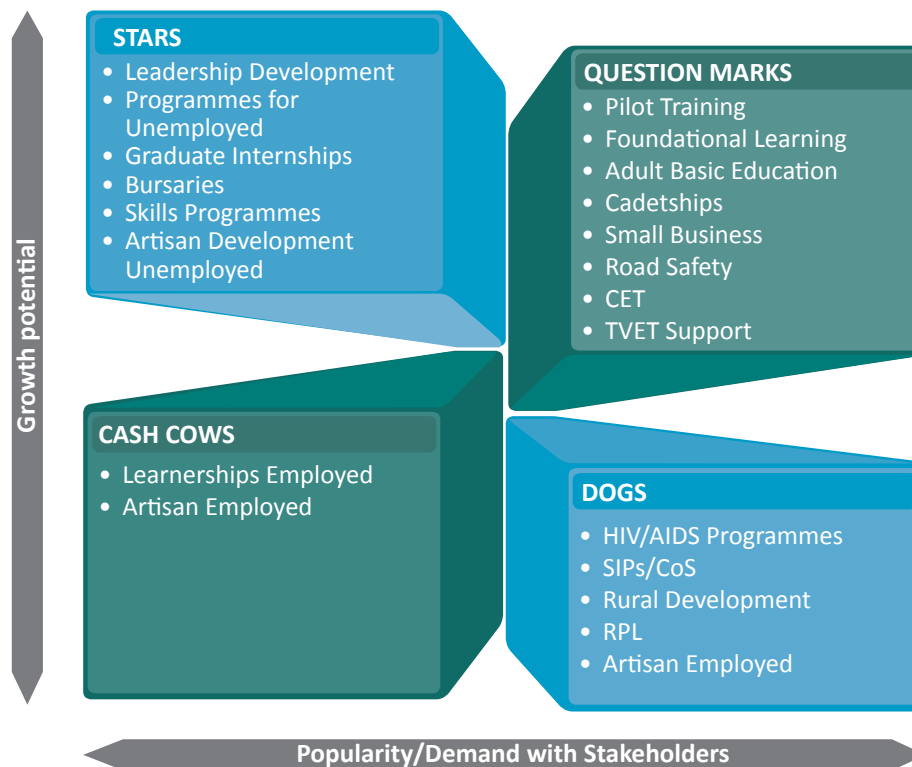 STARS
• Leadership Development
• Programmes for
Unemployed
• Graduate Internships
• Bursaries
• Skills Programmes
• Artisan Development
Unemployed
QUESTION MARKS
• Pilot Training
• Foundational Learning
• Adult Basic Education
• Cadetships
• Small Business
• Road Safety
• CET
• TVET Support
Growth potential
CASH COWS
• Learnerships Employed
• Artisan Employed
DOGS
• HIV/AIDS Programmes
• SIPs/CoS
• Rural Development
• RPL
• Artisan Employed
Popularity/Demand with Stakeholders